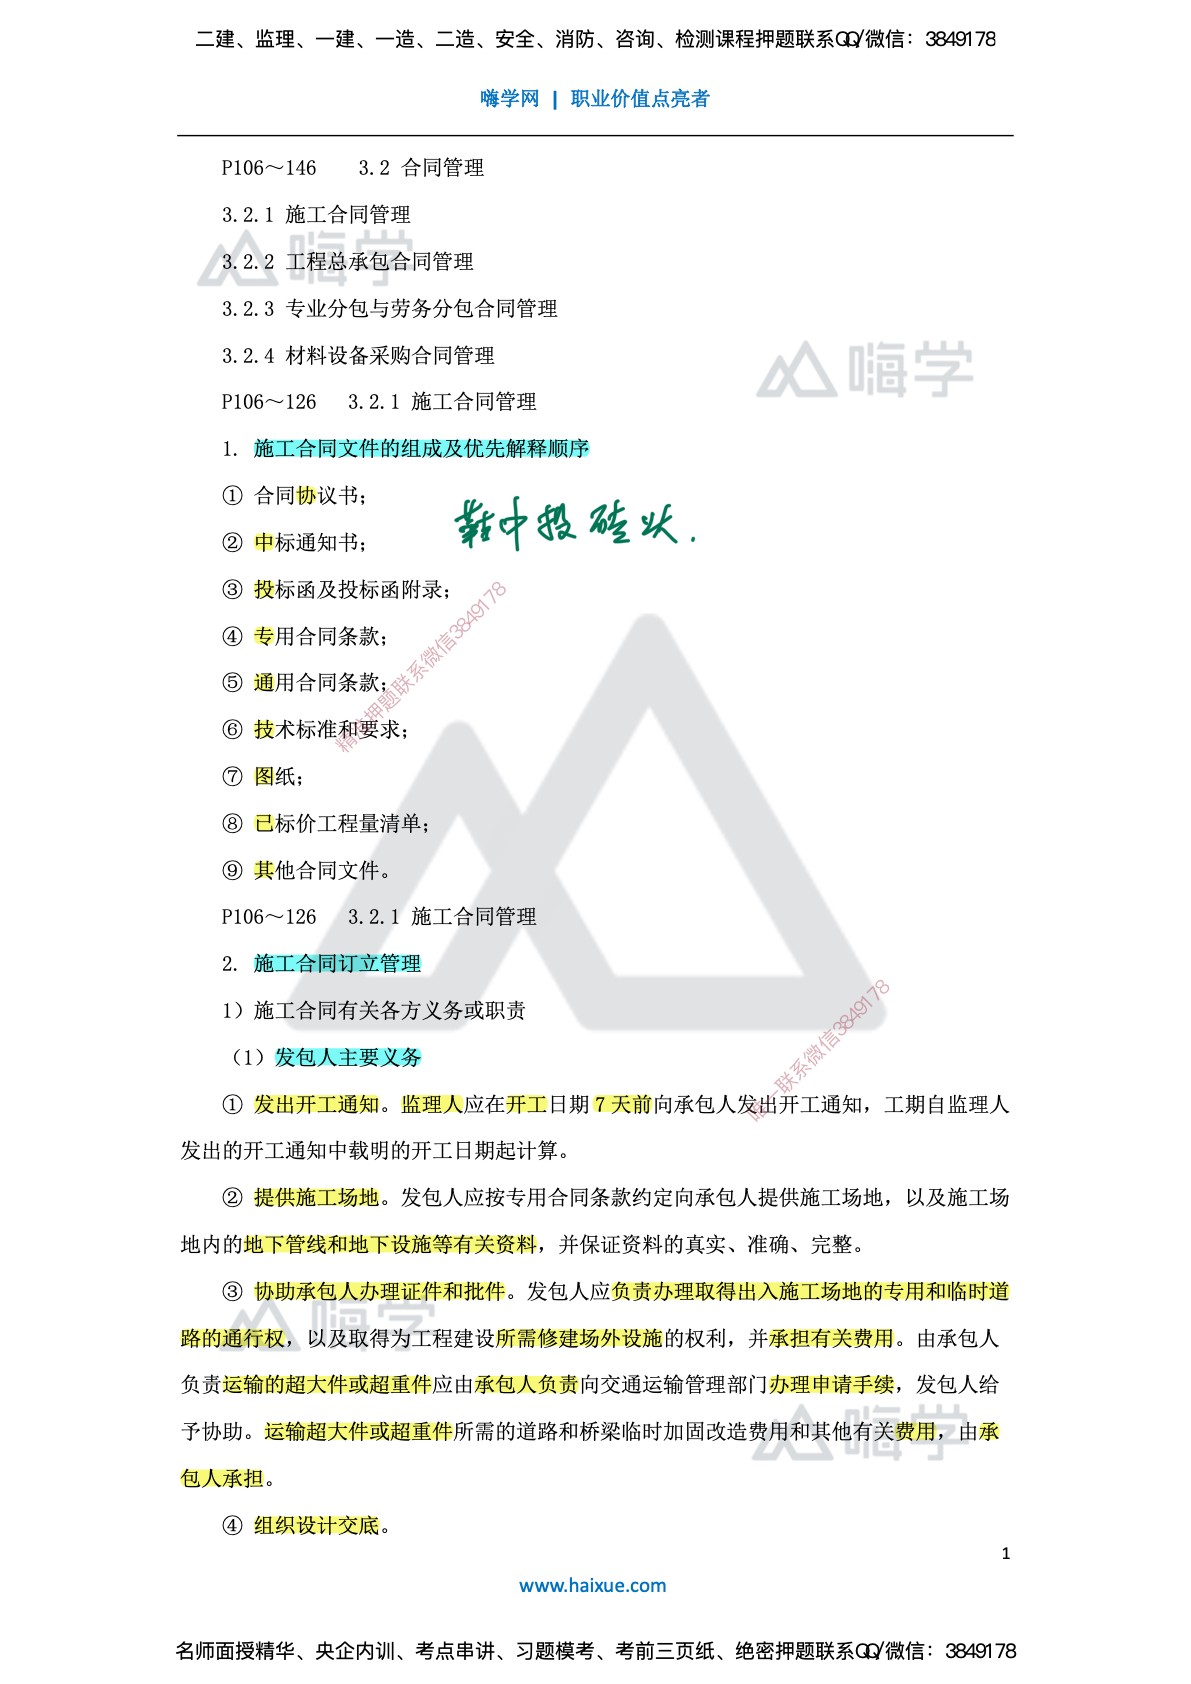 二建、监理、一建、一造、二造、安全、消防、咨询、检测课程押题联系QQ/微信：3849178
嗨学网 | 职业价值点亮者
P106～146 3.2 合同管理
3.2.1 施工合同管理
嗨学
3.2.2 工程总承包合同管理
3.2.3 专业分包与劳务分包合同管理
3.2.4 材料设备采购合同管理
嗨学
P106～126 3.2.1 施工合同管理
1. 施工合同文件的组成及优先解释顺序
① 合同协议书；
中投
② 中标通知书；
③ 投标函及投标函附录；
④ 专用合同条款；
⑤ 通用合同条款；
⑥ 技术标准和要求；
精准押题联系微信3849178
⑦ 图纸；
⑧ 已标价工程量清单；
⑨ 其他合同文件。
P106～126 3.2.1 施工合同管理
2. 施工合同订立管理
1）施工合同有关各方义务或职责
（1）发包人主要义务
唯一联系微信3849178
① 发出开工通知。监理人应在开工日期 7 天前向承包人发出开工通知，工期自监理人
发出的开工通知中载明的开工日期起计算。
② 提供施工场地。发包人应按专用合同条款约定向承包人提供施工场地，以及施工场
地内的地下管线和地下设施等有关资料，并保证资料的真实、准确、完整。
③ 协助承包人办理证件和批件。发包人应负责办理取得出入施工场地的专用和临时道
嗨学
路的通行权，以及取得为工程建设所需修建场外设施的权利，并承担有关费用。由承包人
负责运输的超大件或超重件应由承包人负责向交通运输管理部门办理申请手续，发包人给
予协助。运输超大件或超重件所需的道路和桥梁临时加固改造费用和其他有关费用，由承
嗨学
包人承担。
④ 组织设计交底。
1
www.haixue.com
名师面授精华、央企内训、考点串讲、习题模考、考前三页纸、绝密押题联系QQ/微信：3849178